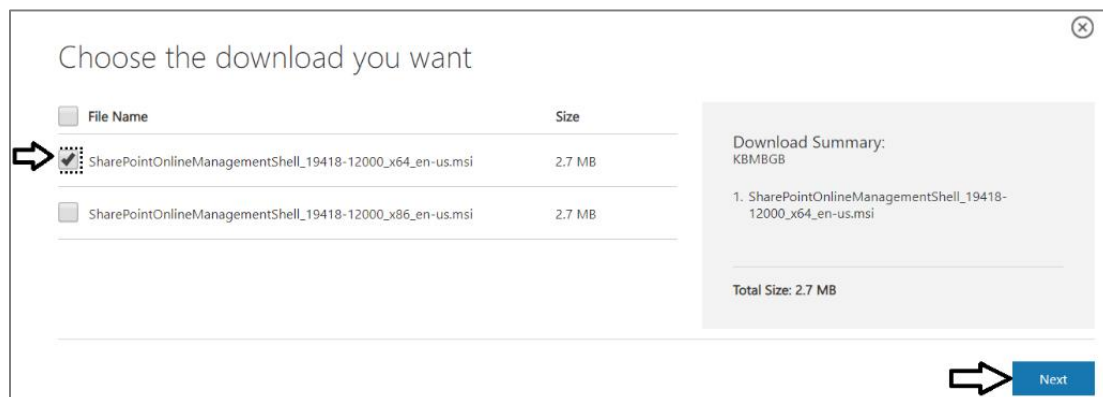 Choose the download you want
File Name Size
SharePointOnlineManagementShell_19418-12000_x64_en-us.msi 2.7 MB
SharePointOnlineManagementShell_19418-12000_x86_en-us.msi 2.7 MB
Download Summary:
KBMBGB
1. SharePointOnlineManagementShell_19418-
12000_x64_en-us.msi
Total Size: 2.7 MB
Next